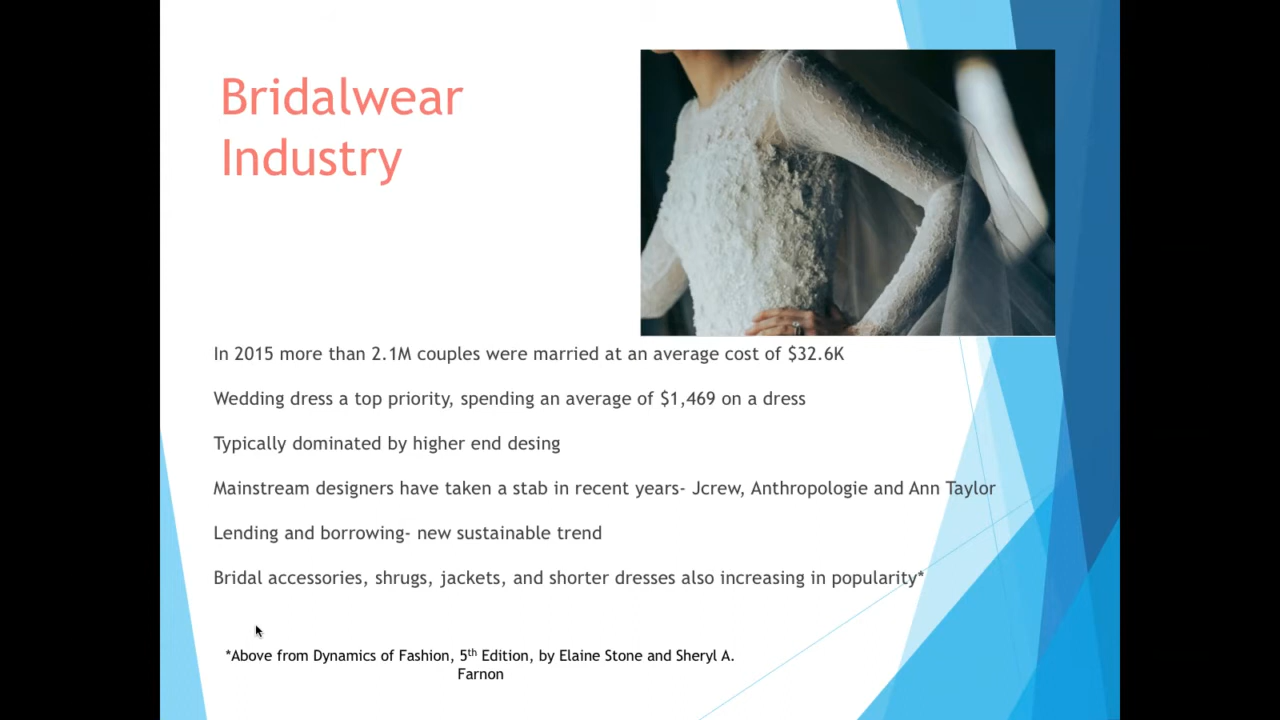 Bridalwear
Industry
In 2015 more than 2.1M couples were married at an average cost of $32.6K
Wedding dress a top priority, spending an average of $1,469 on a dress
Typically dominated by higher end desing
Mainstream designers have taken a stab in recent years- Jcrew, Anthropologie and Ann Taylor
Lending and borrowing- new sustainable trend
Bridal accessories, shrugs, jackets, and shorter dresses also increasing in popularity*
*Above from Dynamics of Fashion, 5th Edition, by Elaine Stone and Sheryl A.
Farnon